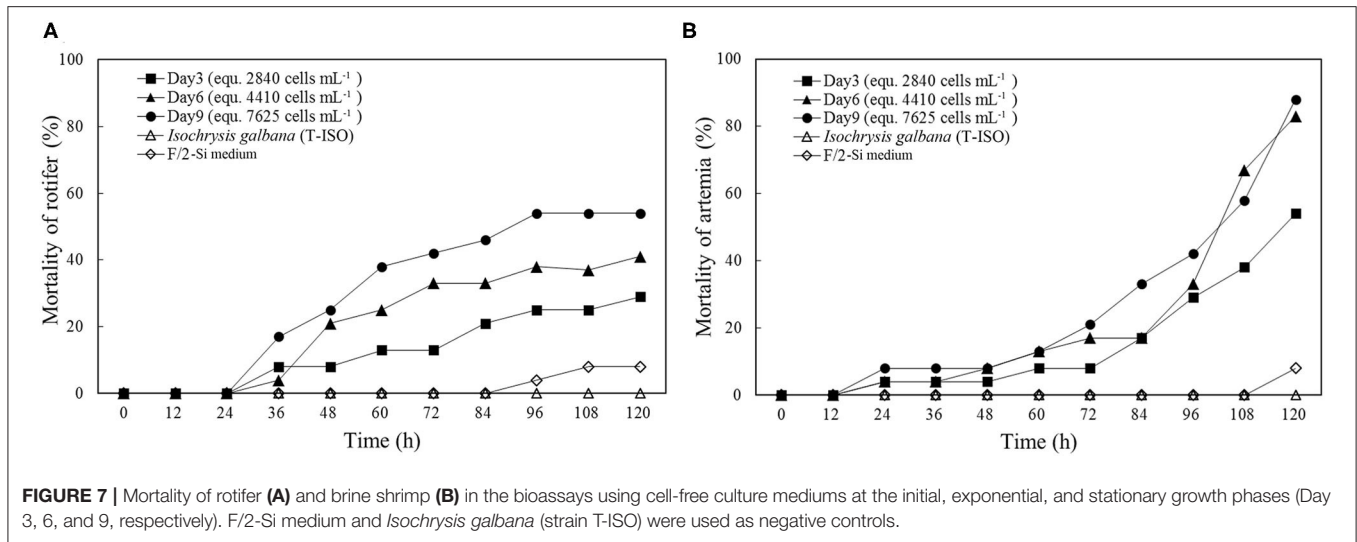 A
100
80
60
40
20
0
Mortality of rotifer (%)
Day3 (equ. 2840 cells mL⁻¹ )
Day6 (equ. 4410 cells mL⁻¹ )
Day9 (equ. 7625 cells mL⁻¹ )
Isochrysis galbana (T-ISO)
F/2-Si medium
0 12 24 36 48 60 72 84 96 108 120
Time (h)
B
100
80
60
40
20
0
Mortality of artemia (%)
Day3 (equ. 2840 cells mL⁻¹ )
Day6 (equ. 4410 cells mL⁻¹ )
Day9 (equ. 7625 cells mL⁻¹ )
Isochrysis galbana (T-ISO)
F/2-Si medium
0 12 24 36 48 60 72 84 96 108 120
Time (h)
FIGURE 7 | Mortality of rotifer (A) and brine shrimp (B) in the bioassays using cell-free culture mediums at the initial, exponential, and stationary growth phases (Day
3, 6, and 9, respectively). F/2-Si medium and Isochrysis galbana (strain T-ISO) were used as negative controls.